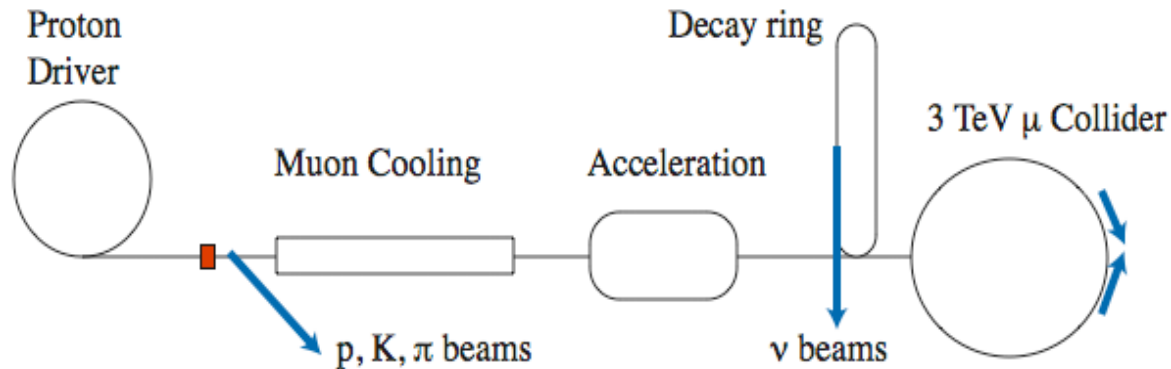 Proton
Driver
Decay ring
3 TeV μ Collider
Muon Cooling
Acceleration
p, K, π beams
ν beams